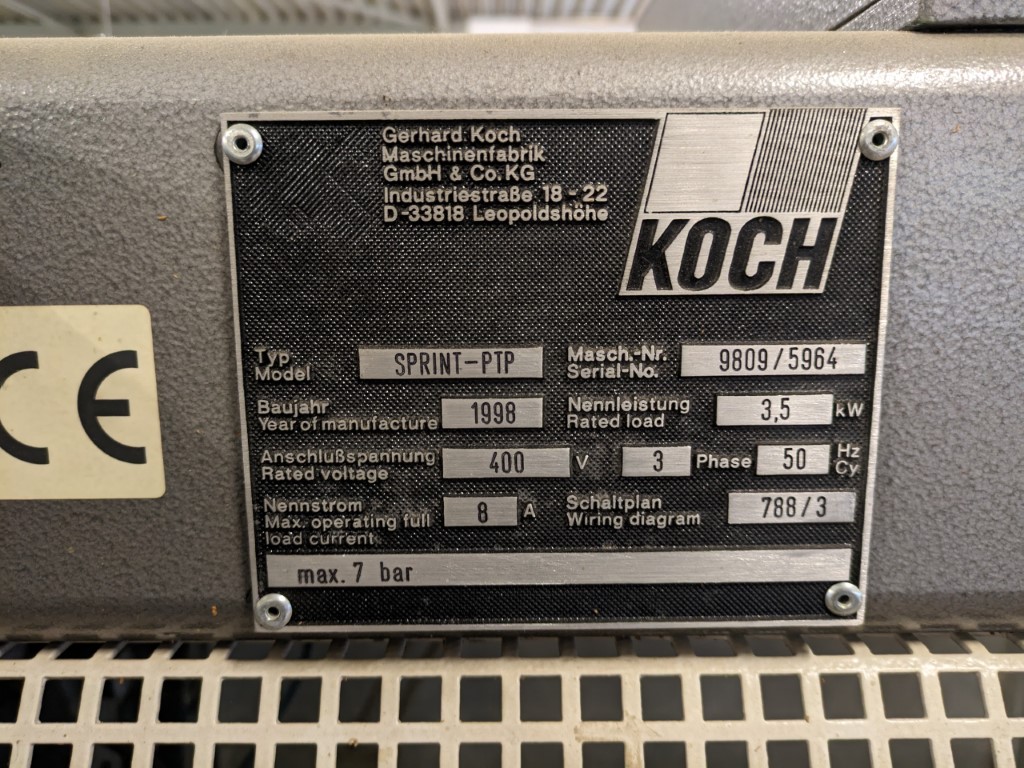 Gerhard Koch
Maschinenfabrik
GmbH & Co. KG
Industriestraße 18 - 22
D-33818 Leopoldshöhe
KOCH
CE
Typ
Model
SPRINT-PTP
Masch.-Nr.
Serial-No.
9809/5964
Baujahr
Year of manufacture
1998
Nennleistung
Rated load
3,5
kW
Anschlußspannung
Rated voltage
400
V
3
Phase
50
Hz
Cy
Nennstrom
Max. operating full
load current
8
A
Schaltplan
Wiring diagram
788/3
max. 7 bar